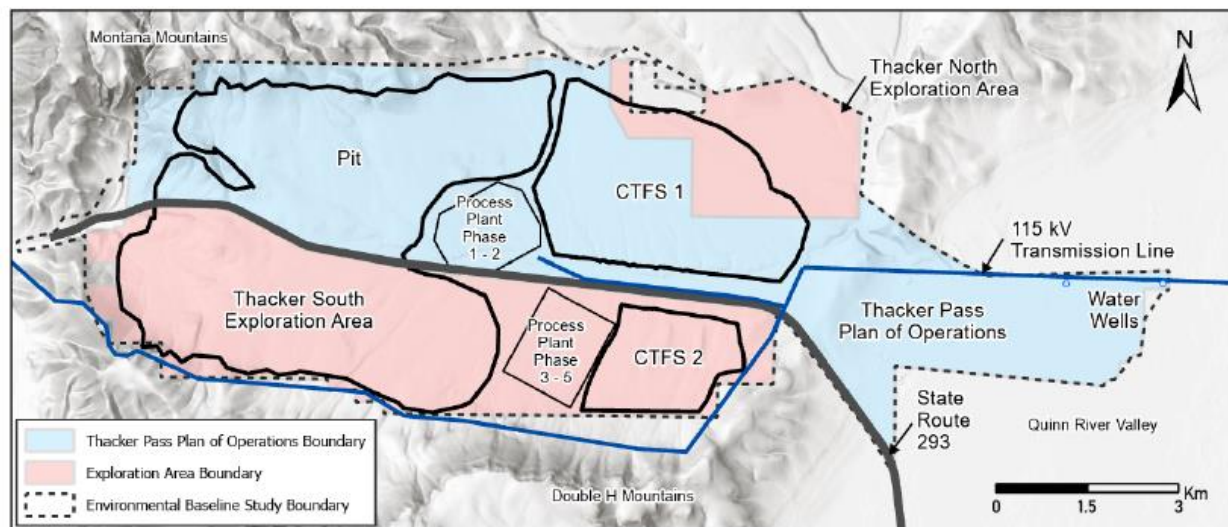 Montana Mountains
N
Thacker North
Exploration Area
Pit
CTFS 1
Process
Plant
Phase
1 - 2
115 kV
Transmission Line
Thacker South
Exploration Area
Process
Plant
Phase
3 - 5
CTFS 2
Thacker Pass
Plan of Operations
Water
Wells
State
Route
293
Quinn River Valley
Double H Mountains
Thacker Pass Plan of Operations Boundary
Exploration Area Boundary
Environmental Baseline Study Boundary
0 1.5 3 Km